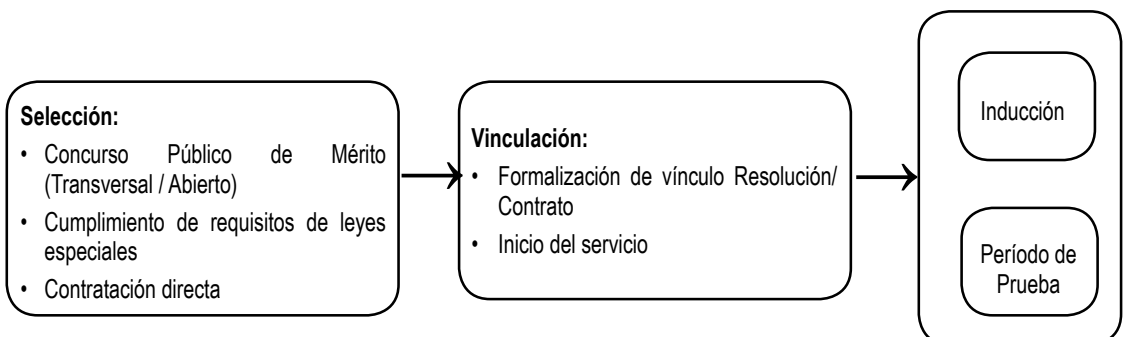 Selección:
• Concurso Público de Mérito
(Transversal / Abierto)
• Cumplimiento de requisitos de leyes
especiales
• Contratación directa
Vinculación:
• Formalización de vínculo Resolución/
Contrato
• Inicio del servicio
Inducción
Período de
Prueba